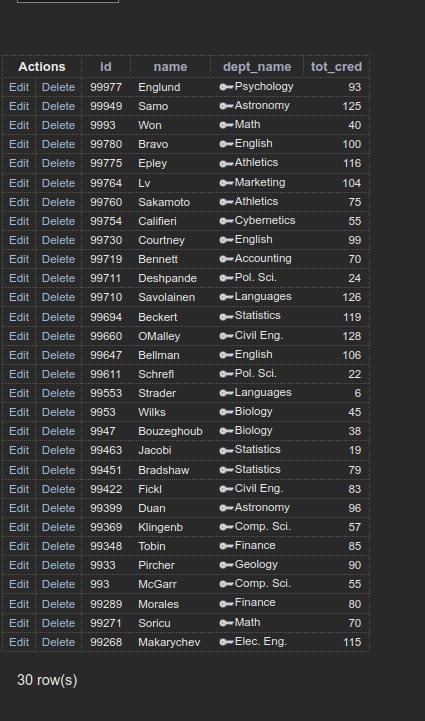 Actions id name dept_name tot_cred
Edit Delete 99977 Englund Psychology 93
Edit Delete 99949 Samo Astronomy 125
Edit Delete 9993 Won Math 40
Edit Delete 99780 Bravo English 100
Edit Delete 99775 Epley Athletics 116
Edit Delete 99764 Lv Marketing 104
Edit Delete 99760 Sakamoto Athletics 75
Edit Delete 99754 Califieri Cybernetics 55
Edit Delete 99730 Courtney English 99
Edit Delete 99719 Bennett Accounting 70
Edit Delete 99711 Deshpande Pol. Sci. 24
Edit Delete 99710 Savolainen Languages 126
Edit Delete 99694 Beckert Statistics 119
Edit Delete 99660 OMalley Civil Eng. 128
Edit Delete 99647 Bellman English 106
Edit Delete 99611 Schrefl Pol. Sci. 22
Edit Delete 99553 Strader Languages 6
Edit Delete 9953 Wilks Biology 45
Edit Delete 9947 Bouzeghoub Biology 38
Edit Delete 99463 Jacobi Statistics 19
Edit Delete 99451 Bradshaw Statistics 79
Edit Delete 99422 Fickl Civil Eng. 83
Edit Delete 99399 Duan Astronomy 96
Edit Delete 99369 Klingenb Comp. Sci. 57
Edit Delete 99348 Tobin Finance 85
Edit Delete 9933 Pircher Geology 90
Edit Delete 993 McGarr Comp. Sci. 55
Edit Delete 99289 Morales Finance 80
Edit Delete 99271 Soricu Math 70
Edit Delete 99268 Makarychev Elec. Eng. 115
30 row(s)